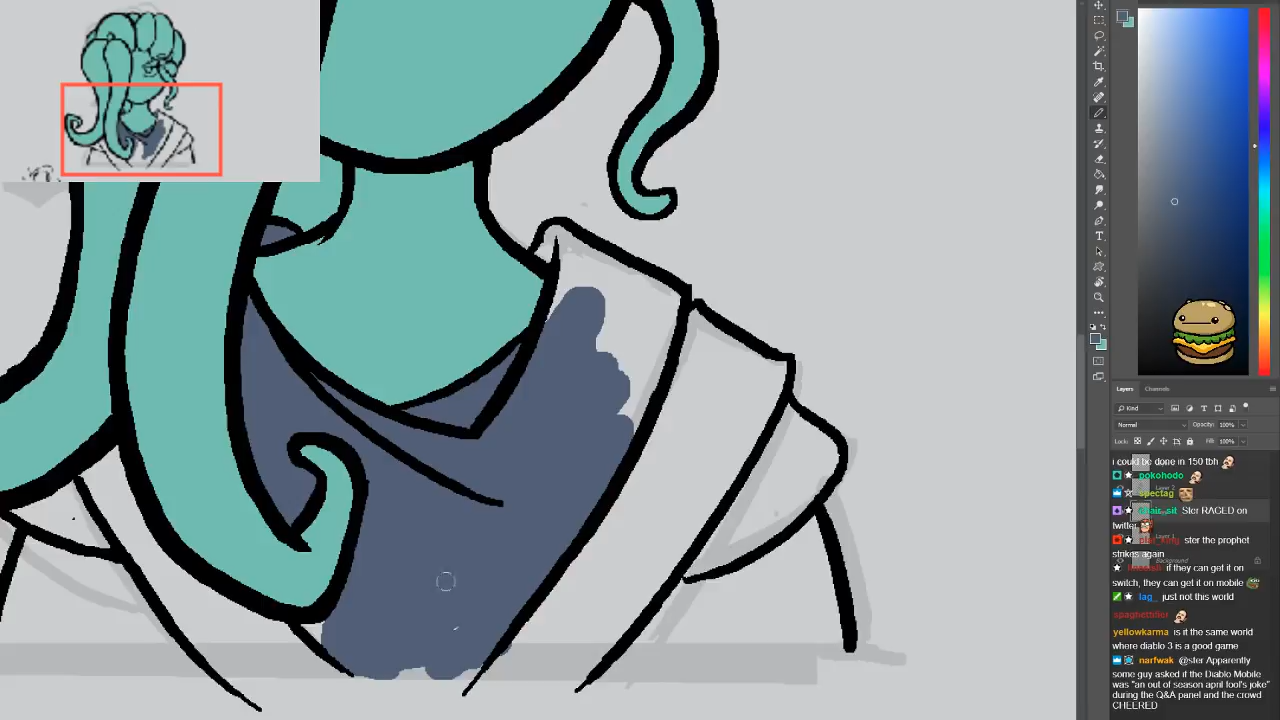 Layers Channels
Kind
Normal Opacity: 100%
Lock: Fill: 100%
i could be done in 150 tbh
pokohodo
spectag
chair_sit Ster RAGED on
twitter
ster the prophet
strikes again
if they can get it on
switch, they can get it on mobile
lag_ just not this world
spagnettifier
yellowkarma is it the same world
where diablo 3 is a good game
narfwak @ster Apparently
some guy asked if the Diablo Mobile
was "an out of season april fool's joke"
during the Q&A panel and the crowd
CHEERED